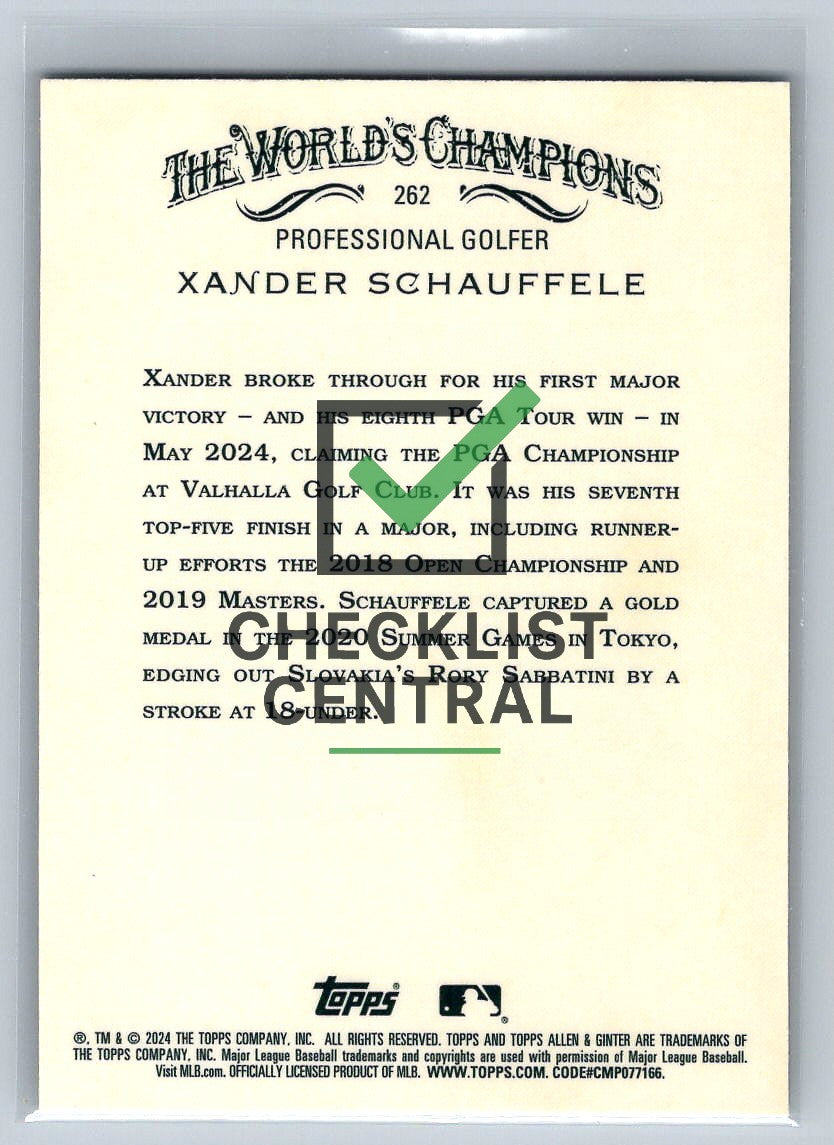 THE WORLD'S CHAMPIONS
262
PROFESSIONAL GOLFER
XANDER SCHAUFFELE
XANDER BROKE THROUGH FOR HIS FIRST MAJOR
VICTORY – AND HIS EIGHTH PGA TOUR WIN – IN
MAY 2024, CLAIMING THE PGA CHAMPIONSHIP
AT VALHALLA GOLF CLUB. IT WAS HIS SEVENTH
TOP-FIVE FINISH IN A MAJOR, INCLUDING RUNNER-
UP EFFORTS THE 2018 OPEN CHAMPIONSHIP AND
2019 MASTERS. SCHAUFFELE CAPTURED A GOLD
MEDAL IN THE 2020 SUMMER GAMES IN TOKYO,
EDGING OUT SLOVAKIA'S RORY SABBATINI BY A
STROKE AT 18-UNDER.
CHECKLIST
CENTRAL
topps®
®
®, TM & © 2024 THE TOPPS COMPANY, INC. ALL RIGHTS RESERVED. TOPPS AND TOPPS ALLEN & GINTER ARE TRADEMARKS OF
THE TOPPS COMPANY, INC. Major League Baseball trademarks and copyrights are used with permission of Major League Baseball.
Visit MLB.com. OFFICIALLY LICENSED PRODUCT OF MLB. WWW.TOPPS.COM. CODE#CMP077166.